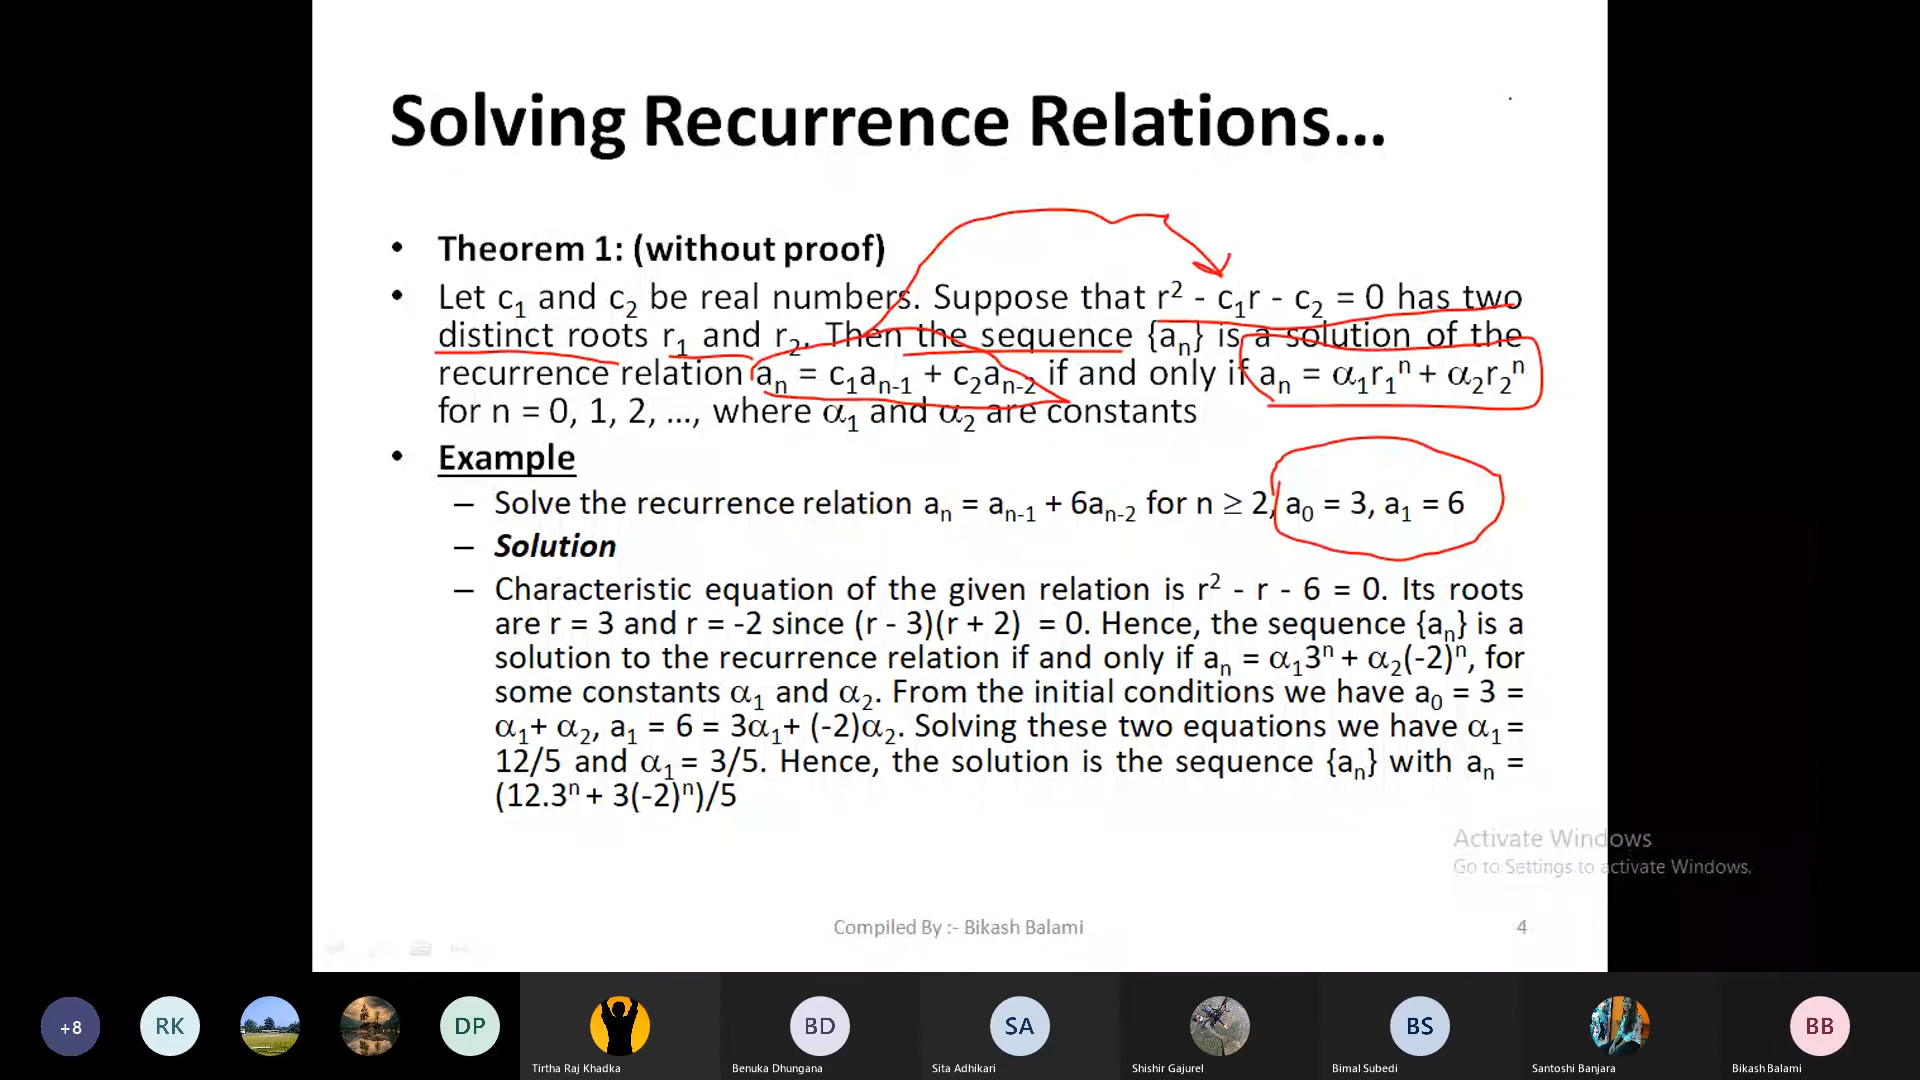 Solving Recurrence Relations...
• Theorem 1: (without proof)
• Let c₁ and c₂ be real numbers. Suppose that r² - c₁r - c₂ = 0 has two
distinct roots r₁ and r₂. Then the sequence {aₙ} is a solution of the
recurrence relation aₙ = c₁aₙ₋₁ + c₂aₙ₋₂ if and only if aₙ = α₁r₁ⁿ + α₂r₂ⁿ
for n = 0, 1, 2, ..., where α₁ and α₂ are constants
• Example
– Solve the recurrence relation aₙ = aₙ₋₁ + 6aₙ₋₂ for n ≥ 2, a₀ = 3, a₁ = 6
– Solution
– Characteristic equation of the given relation is r² - r - 6 = 0. Its roots
are r = 3 and r = -2 since (r - 3)(r + 2) = 0. Hence, the sequence {aₙ} is a
solution to the recurrence relation if and only if aₙ = α₁3ⁿ + α₂(-2)ⁿ, for
some constants α₁ and α₂. From the initial conditions we have a₀ = 3 =
α₁+ α₂, a₁ = 6 = 3α₁+ (-2)α₂. Solving these two equations we have α₁ =
12/5 and α₁ = 3/5. Hence, the solution is the sequence {aₙ} with aₙ =
(12.3ⁿ + 3(-2)ⁿ)/5
Activate Windows
Go to Settings to activate Windows.
Compiled By :- Bikash Balami
4
+8
RK
DP
BD
SA
BS
BB
Tirtha Raj Khadka
Benuka Dhungana
Sita Adhikari
Shishir Gajurel
Bimal Subedi
Santoshi Banjara
Bikash Balami